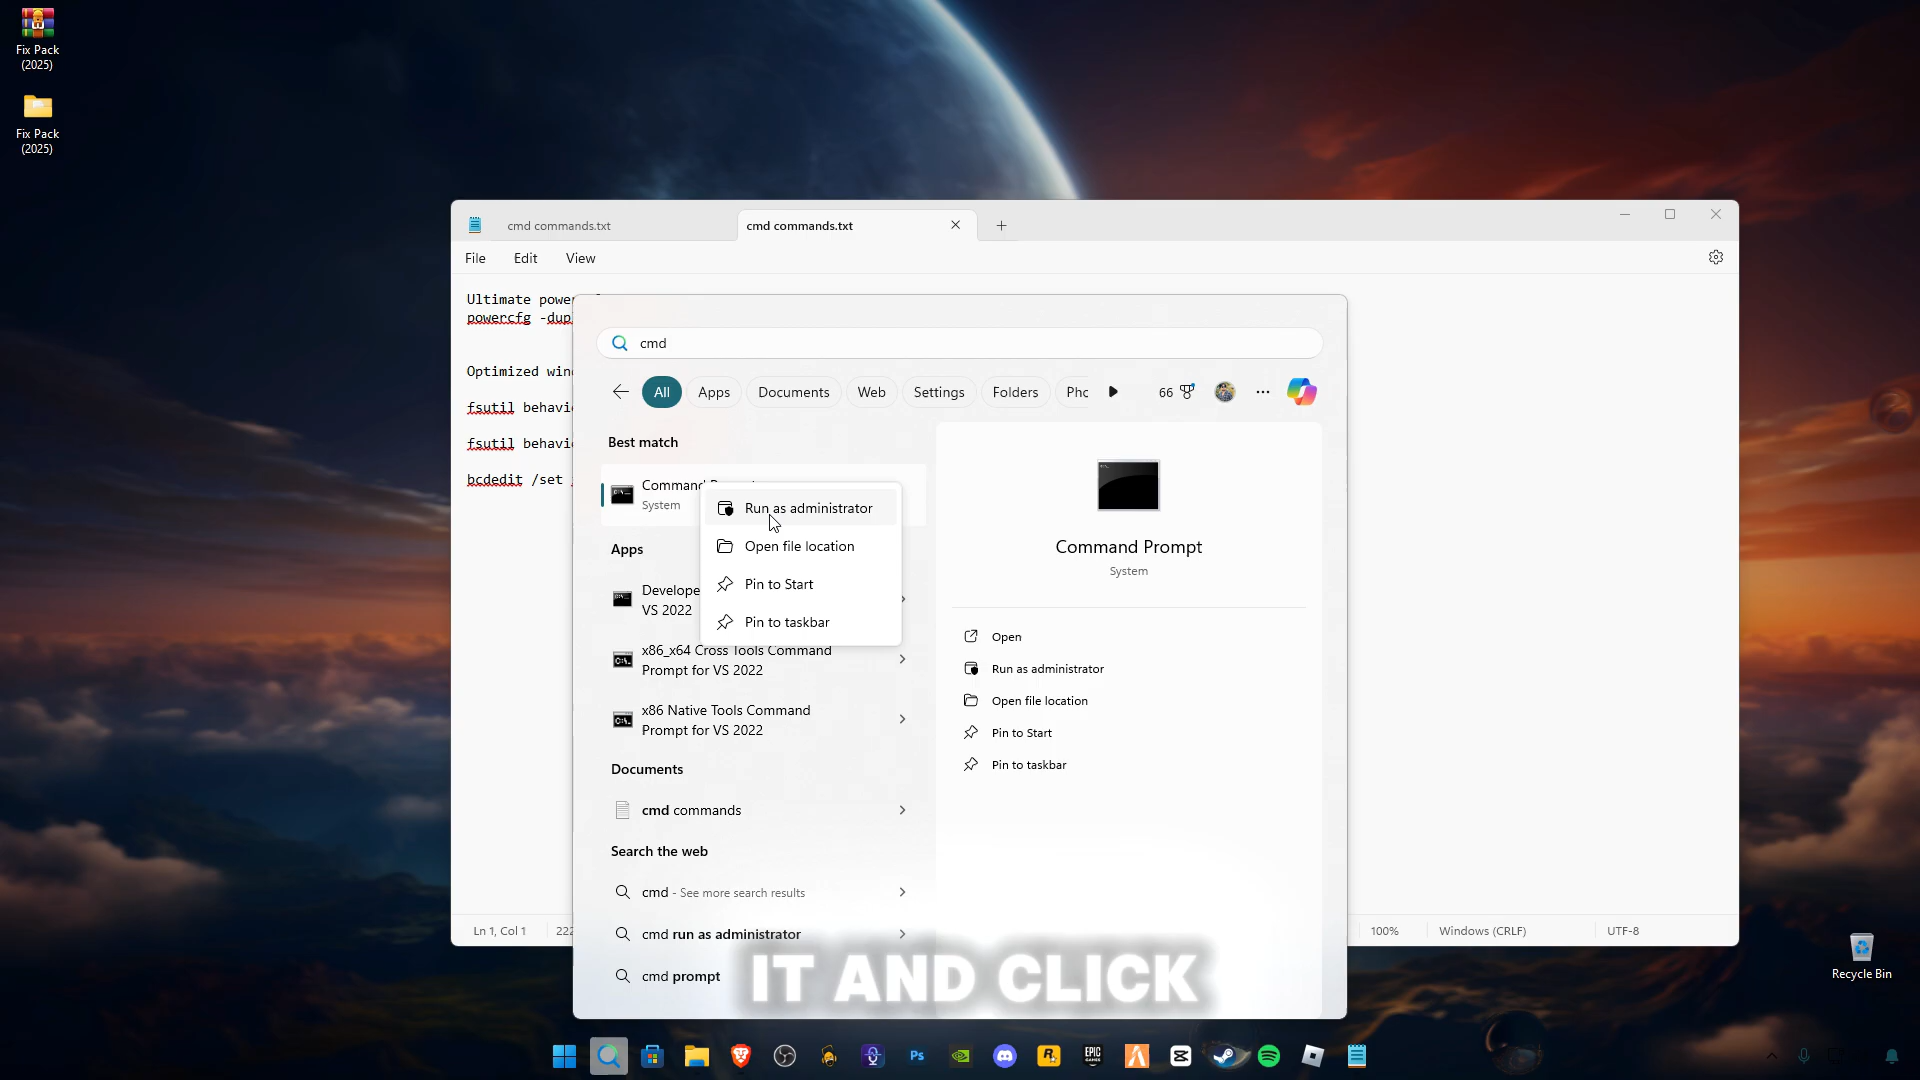 Fix Pack
(2025)
Fix Pack
(2025)
cmd commands.txt
cmd commands.txt
File
Edit
View
Ultimate power
powercfg -dup
Optimized win
fsutil behavi
fsutil behavi
bcdedit /set
cmd
All
Apps
Documents
Web
Settings
Folders
Pho
66
Best match
Command
System
Run as administrator
Open file location
Pin to Start
Pin to taskbar
Apps
Develope
VS 2022
x86_x64 Cross Tools Command
Prompt for VS 2022
x86 Native Tools Command
Prompt for VS 2022
Documents
cmd commands
Search the web
cmd - See more search results
cmd run as administrator
cmd prompt
Command Prompt
System
Open
Run as administrator
Open file location
Pin to Start
Pin to taskbar
IT AND CLICK
Ln 1, Col 1
222
100%
Windows (CRLF)
UTF-8
Recycle Bin
Ps
EPIC
GAMES